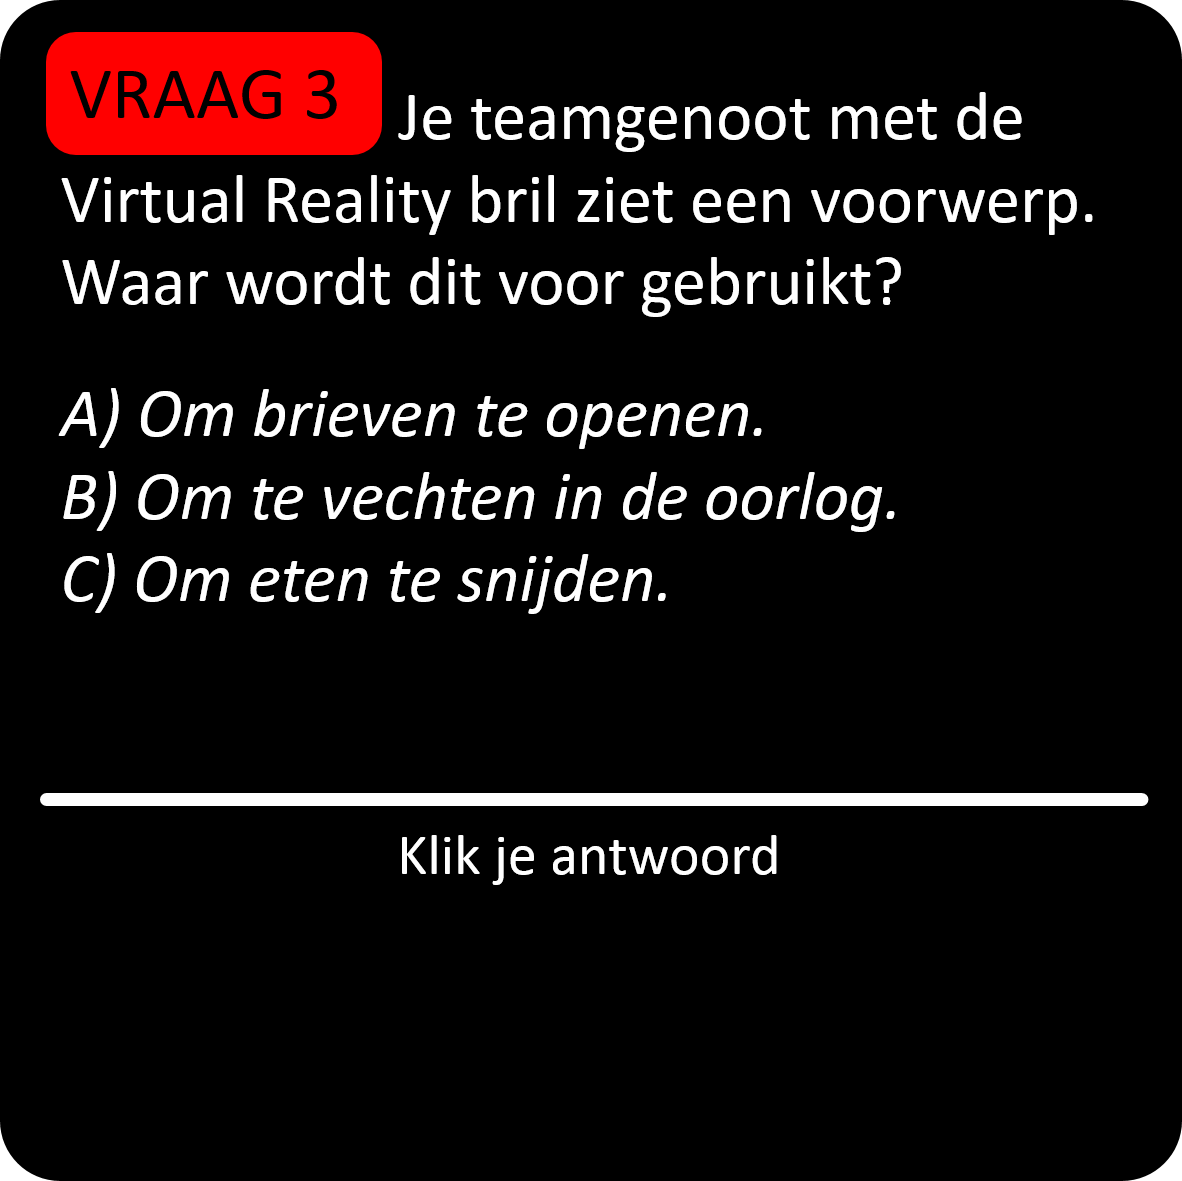 VRAAG 3 Je teamgenoot met de
Virtual Reality bril ziet een voorwerp.
Waar wordt dit voor gebruikt?
A) Om brieven te openen.
B) Om te vechten in de oorlog.
C) Om eten te snijden.
Klik je antwoord